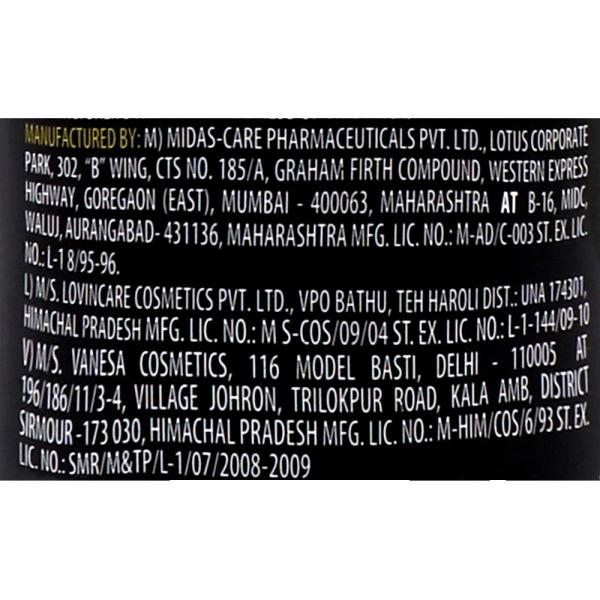 MANUFACTURED BY: M) MIDAS-CARE PHARMACEUTICALS PVT. LTD., LOTUS CORPORATE
PARK, 302, "B" WING, CTS NO. 185/A, GRAHAM FIRTH COMPOUND, WESTERN EXPRESS
HIGHWAY, GOREGAON (EAST), MUMBAI - 400063, MAHARASHTRA AT B-16, MIDC,
WALUJ, AURANGABAD- 431136, MAHARASHTRA MFG. LIC. NO.: M-AD/C-003 ST. EX. LIC.
NO.: L-1 8/95-96.
L) M/S. LOVINCARE COSMETICS PVT. LTD., VPO BATHU, TEH HAROLI DIST.: UNA 174301,
HIMACHAL PRADESH MFG. LIC. NO.: M S-COS/09/04 ST. EX. LIC. NO.: L-1-144/09-10
V) M/S. VANESA COSMETICS, 116 MODEL BASTI, DELHI - 110005 AT
196/186/11/3-4, VILLAGE JOHRON, TRILOKPUR ROAD, KALA AMB, DISTRICT
SIRMOUR -173 030, HIMACHAL PRADESH MFG. LIC. NO.: M-HIM/COS/6/93 ST. EX.
LIC. NO.: SMR/M&TP/L-1/07/2008-2009